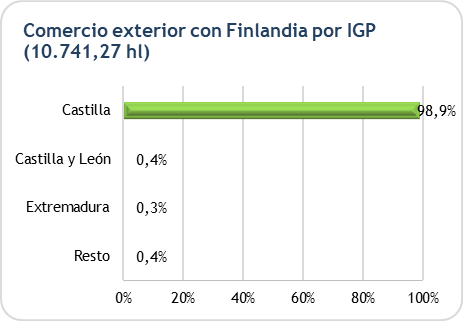 Comercio exterior con Finlandia por IGP
(10.741,27 hl)
Castilla 98,9%
Castilla y León 0,4%
Extremadura 0,3%
Resto 0,4%
0% 20% 40% 60% 80% 100%